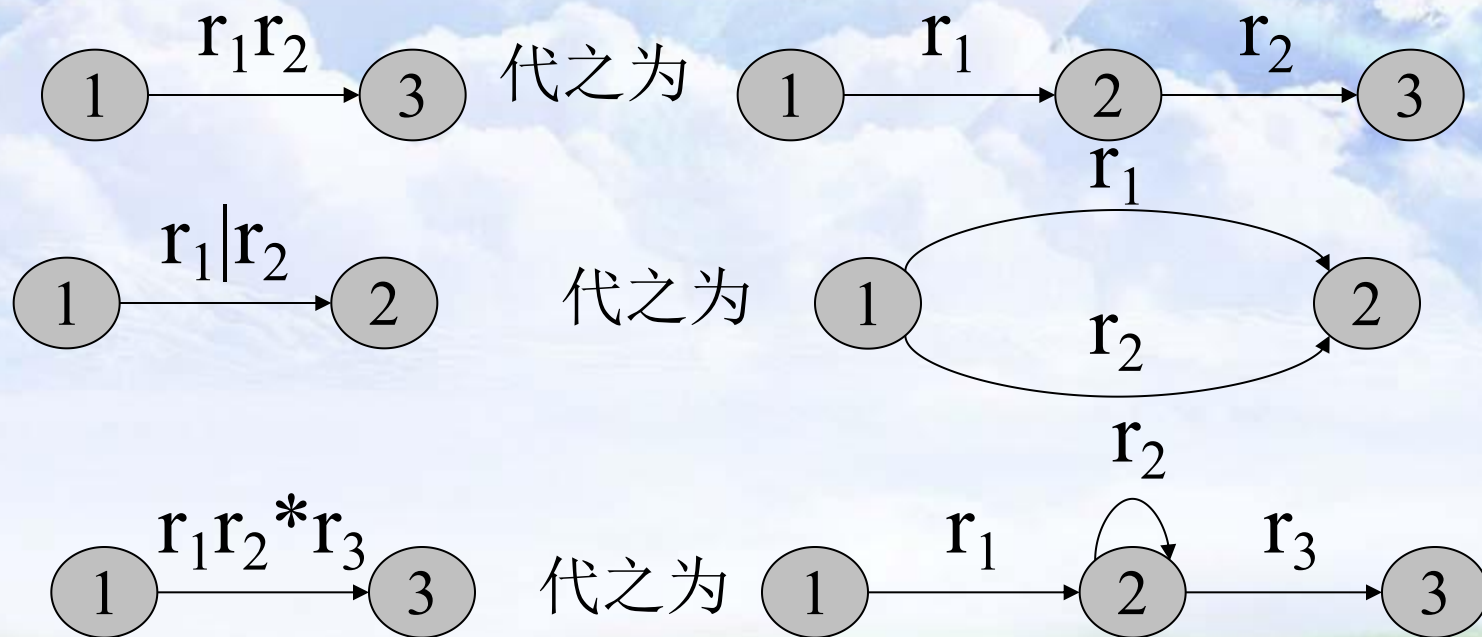 r₁r₂
1 3 代之为 1 r₁ 2 r₂ 3
r₁|r₂
1 2 代之为 1 r₁ r₂ 2
r₁r₂*r₃
1 3 代之为 1 r₁ 2 r₂ r₃ 3